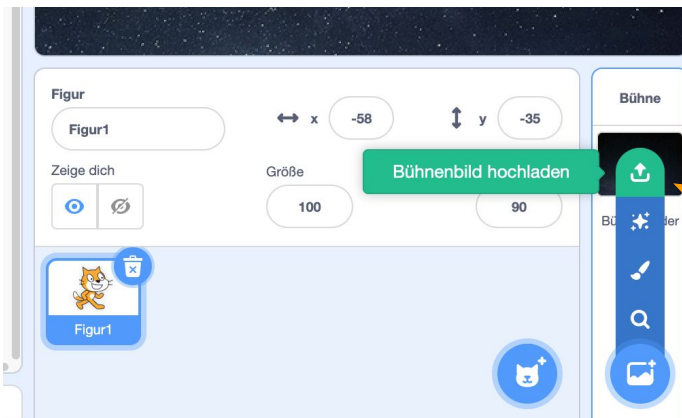 Figur
Figur1
x -58
y -35
Bühne
Zeige dich
Größe
Bühnenbild hochladen
100
90
Figur1